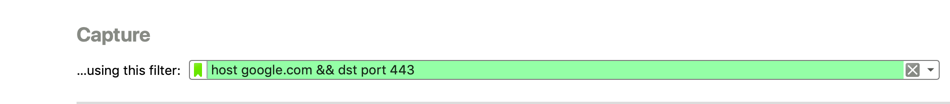 Capture
...using this filter: host google.com && dst port 443